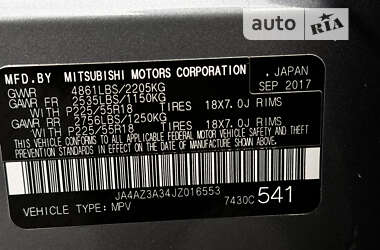 auto RIA
MFD.BY MITSUBISHI MOTORS CORPORATION
GVWR 4861LBS/2205KG , JAPAN
GAWR FR 2535LBS/1150KG SEP 2017
WITH P225/55R18 TIRES 18X7.0J RIMS
GAWR RR 2756LBS/1250KG
WITH P225/55R18 TIRES 18X7.0J RIMS
THIS VEHICLE CONFORMS TO ALL APPLICABLE FEDERAL
MOTOR VEHICLE SAFETY AND
THEFT PREVENTION STANDARDS IN EFFECT ON THE
DATE OF MANUFACTURE SHOWN ABOVE.
JA4AZ3A34JZ016553
VEHICLE TYPE: MPV 7430C 541